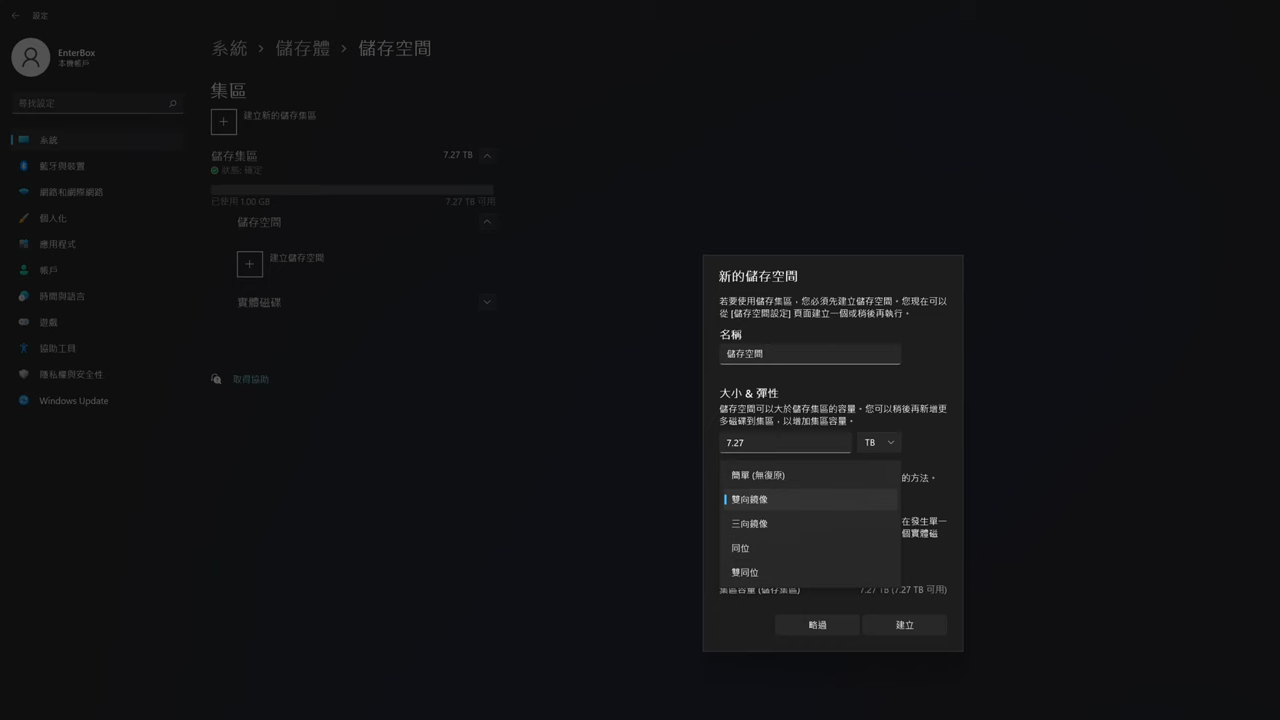 設定
EnterBox
本機帳戶
尋找設定
系統
藍牙與裝置
網路和網際網路
個人化
應用程式
帳戶
時間與語言
遊戲
協助工具
隱私權與安全性
Windows Update
系統 › 儲存體 › 儲存空間
集區
建立新的儲存集區
儲存集區
7.27 TB
狀態: 確定
已使用 1.00 GB
7.27 TB 可用
儲存空間
建立儲存空間
實體磁碟
取得協助
新的儲存空間
若要使用儲存集區，您必須先建立儲存空間。您現在可以
從 [儲存空間設定] 頁面建立一個或稍後再執行。
名稱
儲存空間
大小 & 彈性
儲存空間可以大於儲存集區的容量。您可以稍後再新增更
多磁碟到集區，以增加集區容量。
7.27
TB
簡單 (無復原)
的方法。
雙向鏡像
三向鏡像
在發生單一
個實體磁
同位
雙同位
集區容量 (儲存集區)
7.27 TB (7.27 TB 可用)
略過
建立